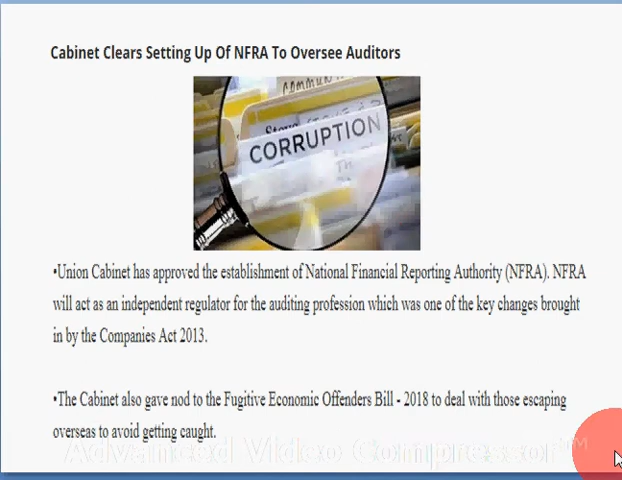 Cabinet Clears Setting Up Of NFRA To Oversee Auditors
CORRUPTION
•Union Cabinet has approved the establishment of National Financial Reporting Authority (NFRA). NFRA
will act as an independent regulator for the auditing profession which was one of the key changes brought
in by the Companies Act 2013.
•The Cabinet also gave nod to the Fugitive Economic Offenders Bill - 2018 to deal with those escaping
overseas to avoid getting caught.
Advanced Video Compressor™